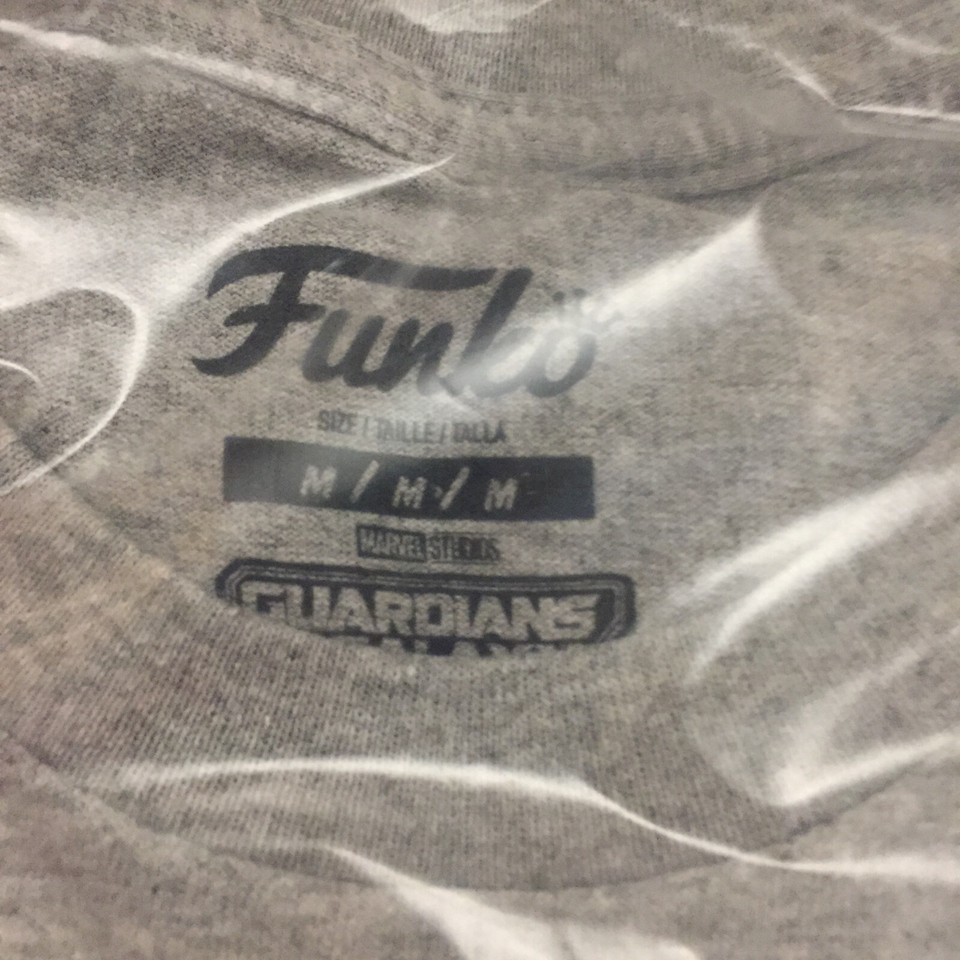 Funko
SIZE / TAILLE / TALLA
M / M / M
MARVEL STUDIOS
GUARDIANS